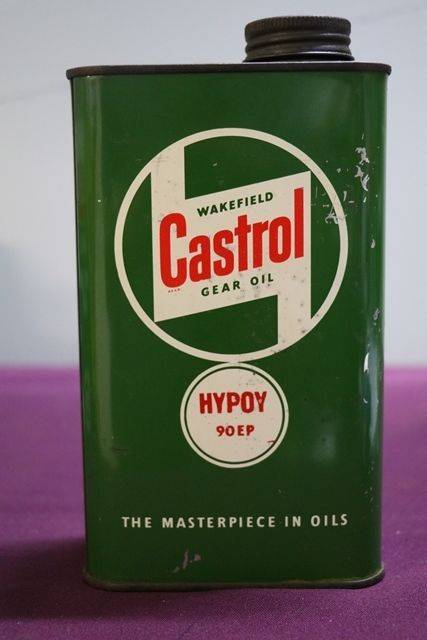 WAKEFIELD
Castrol
GEAR OIL
HYPOY
90EP
THE MASTERPIECE IN OILS